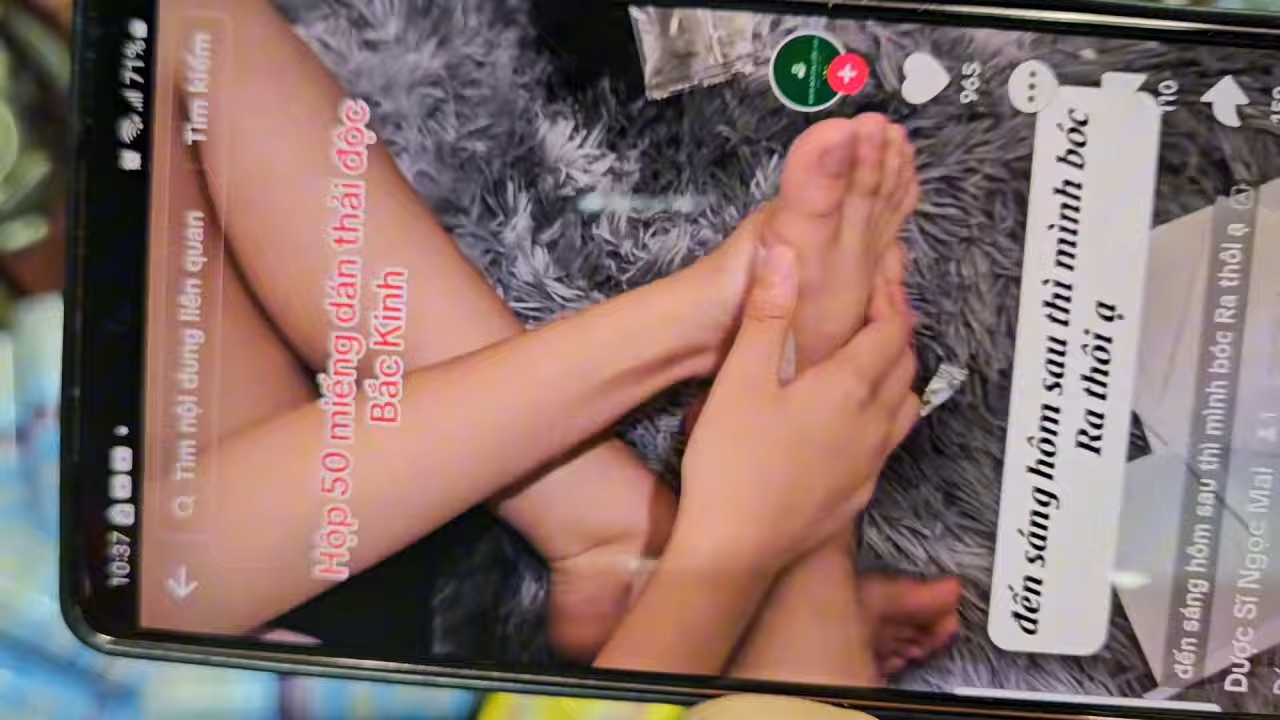 10:37
71%
Tìm nội dung liên quan
Tìm kiếm
Hộp 50 miếng dán thải độc
Bắc Kinh
965
110
đến sáng hôm sau thì mình bóc
Ra thôi ạ
đến sáng hôm sau thì mình bóc Ra thôi ạ
Dược Sĩ Ngọc Mai